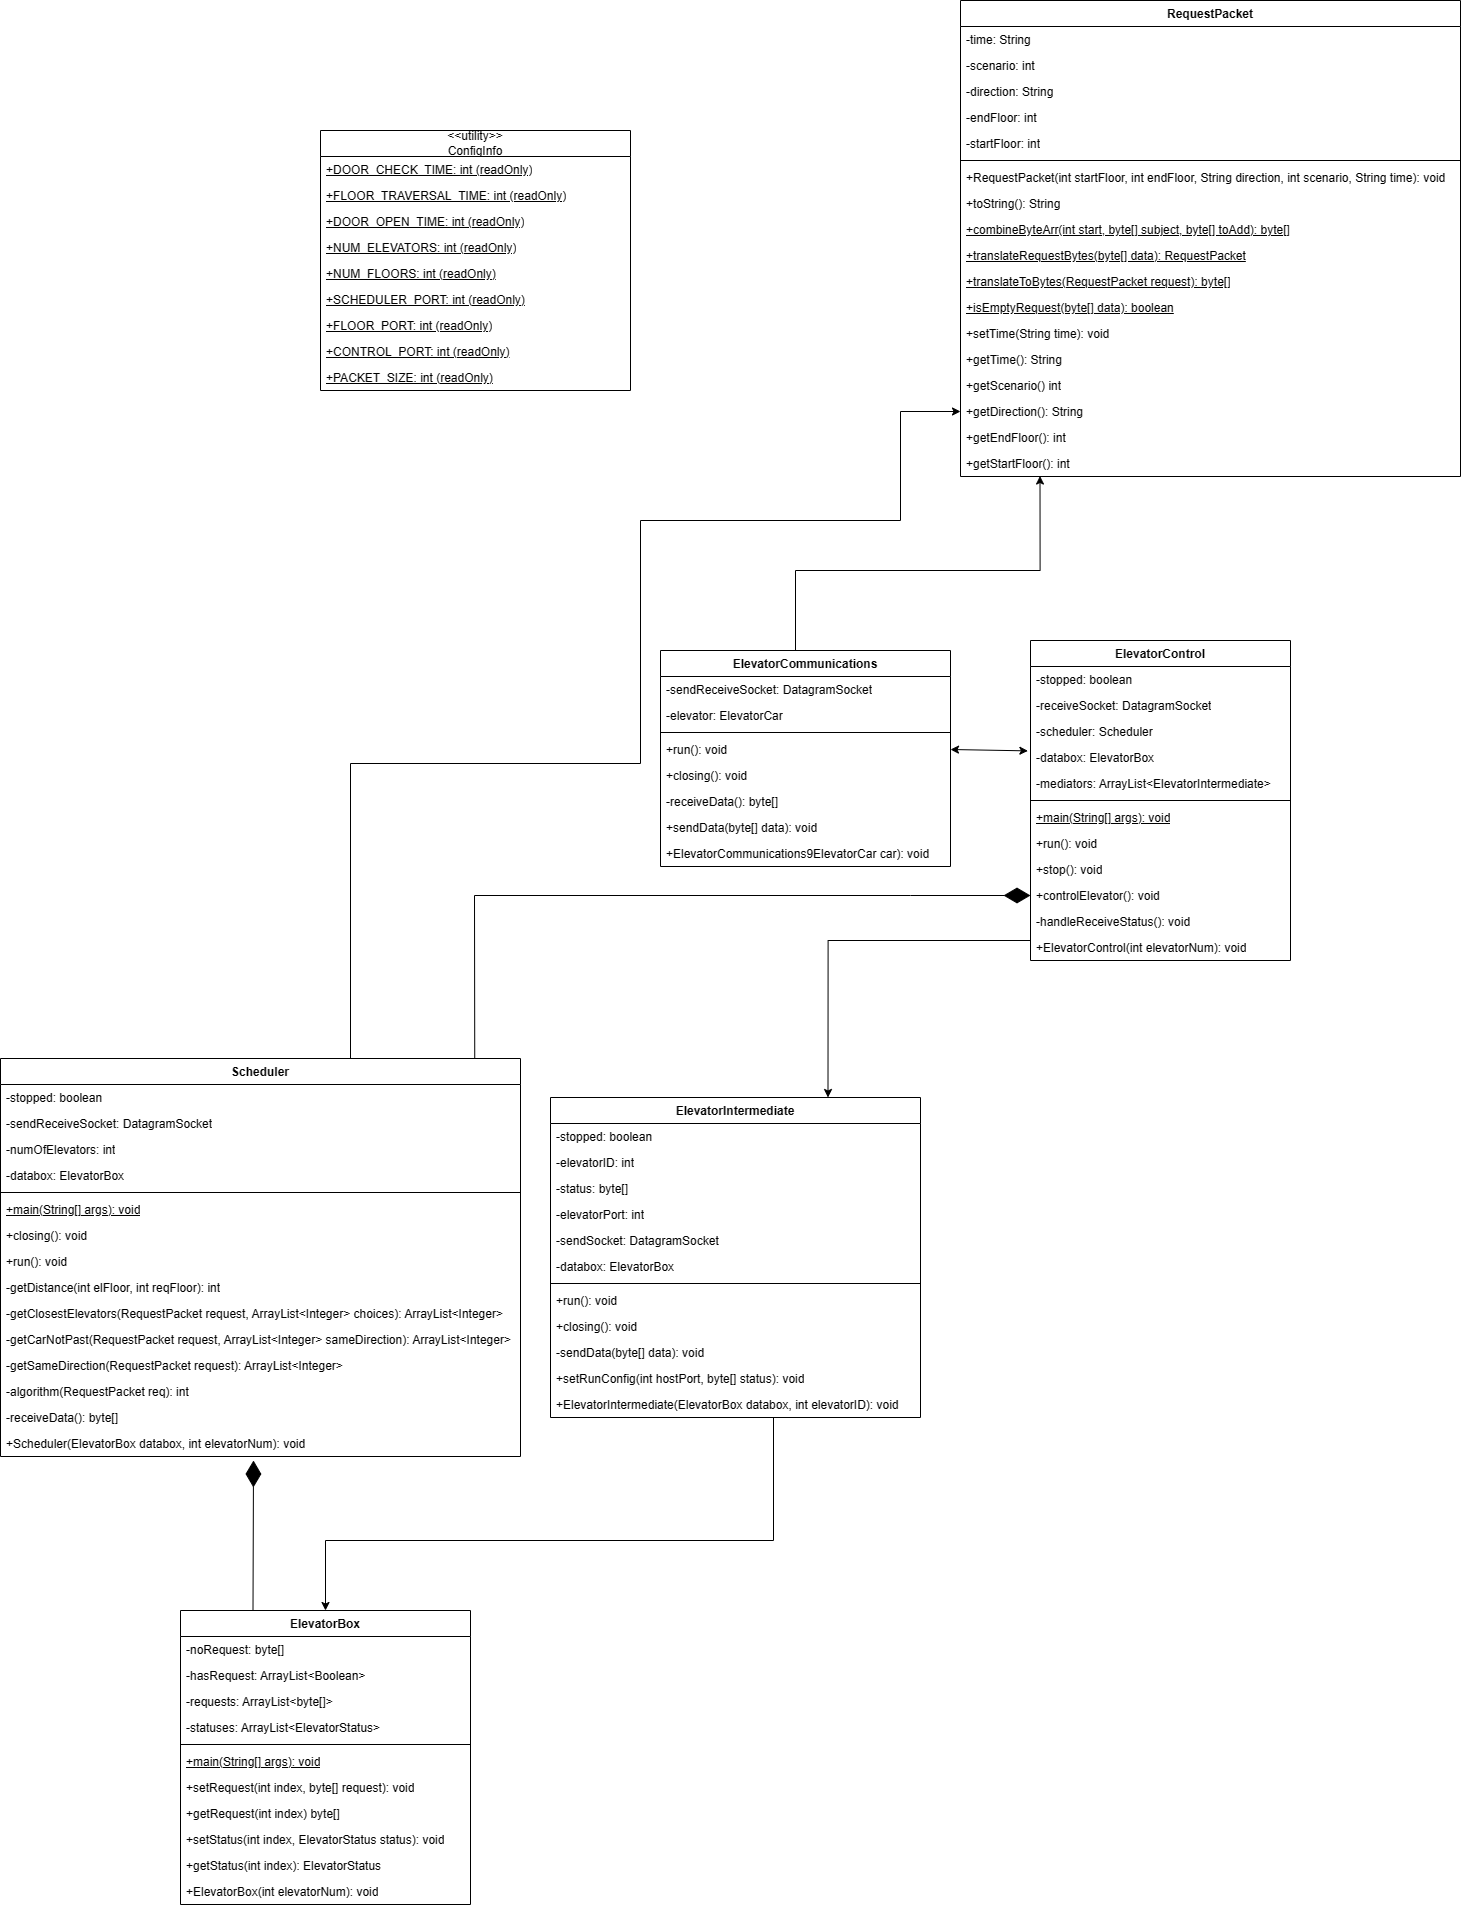 RequestPacket
-time: String
-scenario: int
-direction: String
-endFloor: int
-startFloor: int
+RequestPacket(int startFloor, int endFloor, String direction, int scenario, String time): void
+toString(): String
+combineByteArr(int start, byte[] subject, byte[] toAdd): byte[]
+translateRequestBytes(byte[] data): RequestPacket
+translateToBytes(RequestPacket request): byte[]
+isEmptyRequest(byte[] data): boolean
+setTime(String time): void
+getTime(): String
+getScenario() int
+getDirection(): String
+getEndFloor(): int
+getStartFloor(): int
<<utility>>
ConfigInfo
+DOOR_CHECK_TIME: int (readOnly)
+FLOOR_TRAVERSAL_TIME: int (readOnly)
+DOOR_OPEN_TIME: int (readOnly)
+NUM_ELEVATORS: int (readOnly)
+NUM_FLOORS: int (readOnly)
+SCHEDULER_PORT: int (readOnly)
+FLOOR_PORT: int (readOnly)
+CONTROL_PORT: int (readOnly)
+PACKET_SIZE: int (readOnly)
ElevatorCommunications
-sendReceiveSocket: DatagramSocket
-elevator: ElevatorCar
+run(): void
+closing(): void
-receiveData(): byte[]
+sendData(byte[] data): void
+ElevatorCommunications9ElevatorCar car): void
ElevatorControl
-stopped: boolean
-receiveSocket: DatagramSocket
-scheduler: Scheduler
-databox: ElevatorBox
-mediators: ArrayList<ElevatorIntermediate>
+main(String[] args): void
+run(): void
+stop(): void
+controlElevator(): void
-handleReceiveStatus(): void
+ElevatorControl(int elevatorNum): void
Scheduler
-stopped: boolean
-sendReceiveSocket: DatagramSocket
-numOfElevators: int
-databox: ElevatorBox
+main(String[] args): void
+closing(): void
+run(): void
-getDistance(int elFloor, int reqFloor): int
-getClosestElevators(RequestPacket request, ArrayList<Integer> choices): ArrayList<Integer>
-getCarNotPast(RequestPacket request, ArrayList<Integer> sameDirection): ArrayList<Integer>
-getSameDirection(RequestPacket request): ArrayList<Integer>
-algorithm(RequestPacket req): int
-receiveData(): byte[]
+Scheduler(ElevatorBox databox, int elevatorNum): void
ElevatorIntermediate
-stopped: boolean
-elevatorID: int
-status: byte[]
-elevatorPort: int
-sendSocket: DatagramSocket
-databox: ElevatorBox
+run(): void
+closing(): void
-sendData(byte[] data): void
+setRunConfig(int hostPort, byte[] status): void
+ElevatorIntermediate(ElevatorBox databox, int elevatorID): void
ElevatorBox
-noRequest: byte[]
-hasRequest: ArrayList<Boolean>
-requests: ArrayList<byte[]>
-statuses: ArrayList<ElevatorStatus>
+main(String[] args): void
+setRequest(int index, byte[] request): void
+getRequest(int index) byte[]
+setStatus(int index, ElevatorStatus status): void
+getStatus(int index): ElevatorStatus
+ElevatorBox(int elevatorNum): void